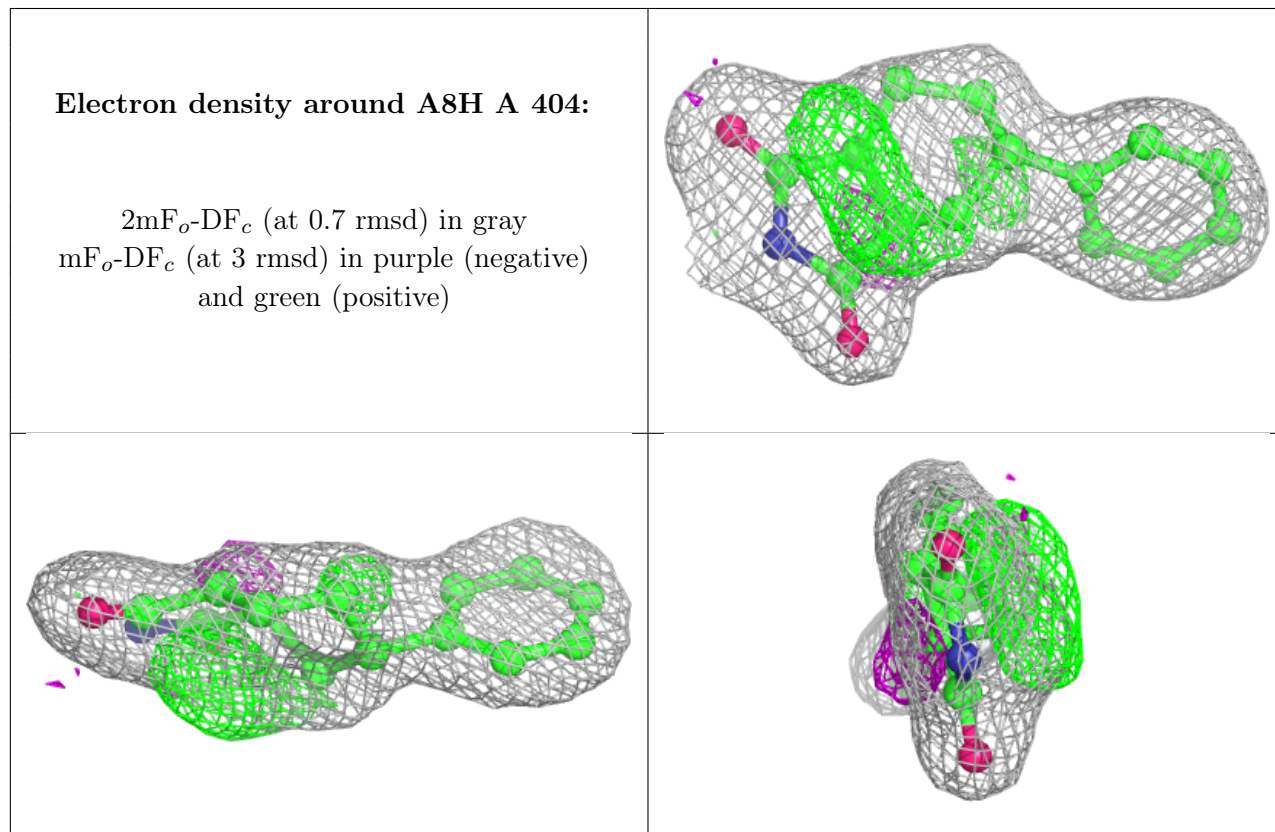 Electron density around A8H A 404:
2mFo-DFc (at 0.7 rmsd) in gray
mFo-DFc (at 3 rmsd) in purple (negative)
and green (positive)